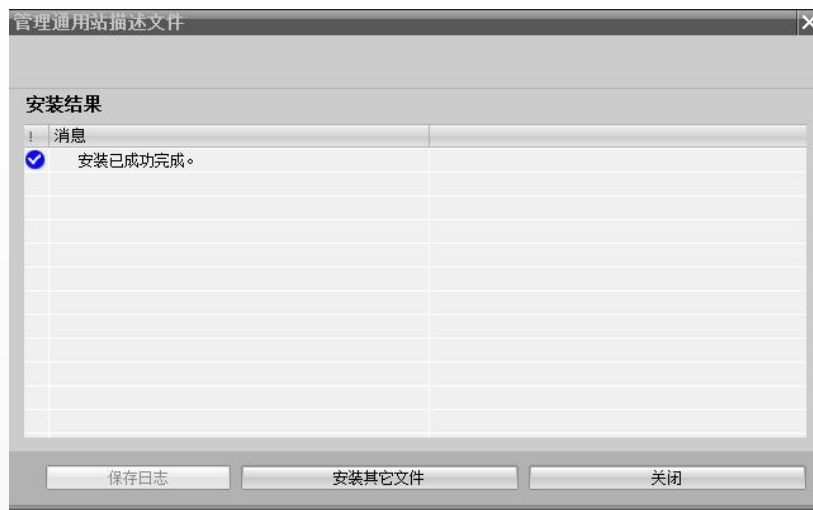 管理通用站描述文件
安装结果
! 消息
安装已成功完成。
保存日志 安装其它文件 关闭